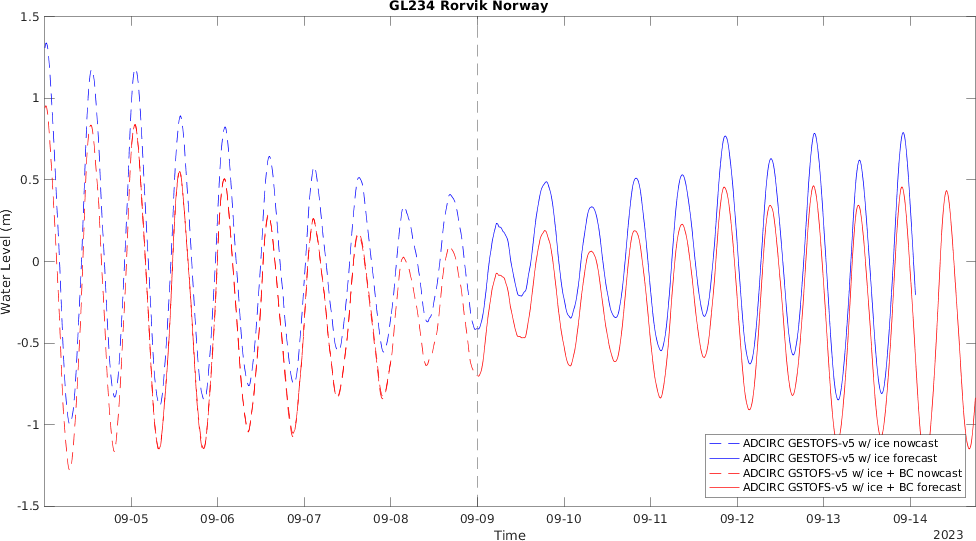 GL234 Rorvik Norway
1.5
1
0.5
0
-0.5
-1
-1.5
Water Level (m)
ADCIRC GESTOFS-v5 w/ ice nowcast
ADCIRC GESTOFS-v5 w/ ice forecast
ADCIRC GSTOFS-v5 w/ ice + BC nowcast
ADCIRC GSTOFS-v5 w/ ice + BC forecast
09-05 09-06 09-07 09-08 09-09 09-10 09-11 09-12 09-13 09-14
Time
2023